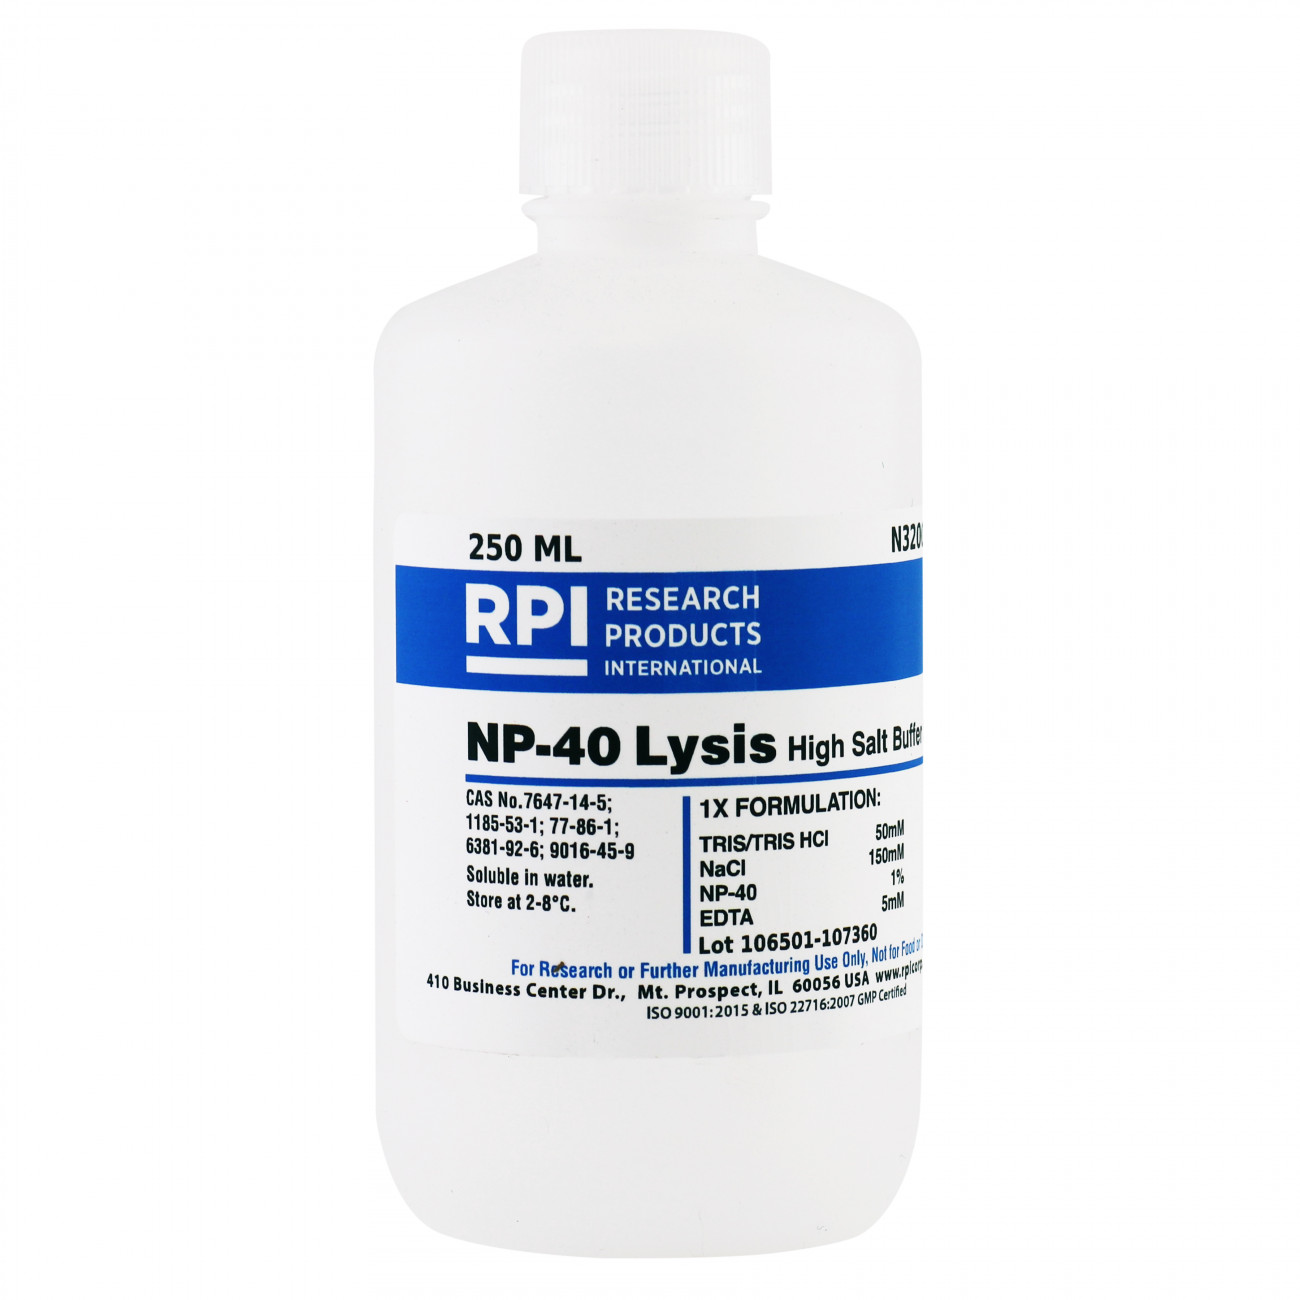 250 ML
RPI RESEARCH
PRODUCTS
INTERNATIONAL
NP-40 Lysis High Salt Buffer
CAS No.7647-14-5;
1185-53-1; 77-86-1;
6381-92-6; 9016-45-9
Soluble in water.
Store at 2-8°C.
1X FORMULATION:
TRIS/TRIS HCl 50mM
NaCl 150mM
NP-40 1%
EDTA 5mM
Lot 106501-107360
For Research or Further Manufacturing Use Only, Not for Food or
410 Business Center Dr., Mt. Prospect, IL 60056 USA
ISO 9001:2015 & ISO 22716:2007 GMP Certified